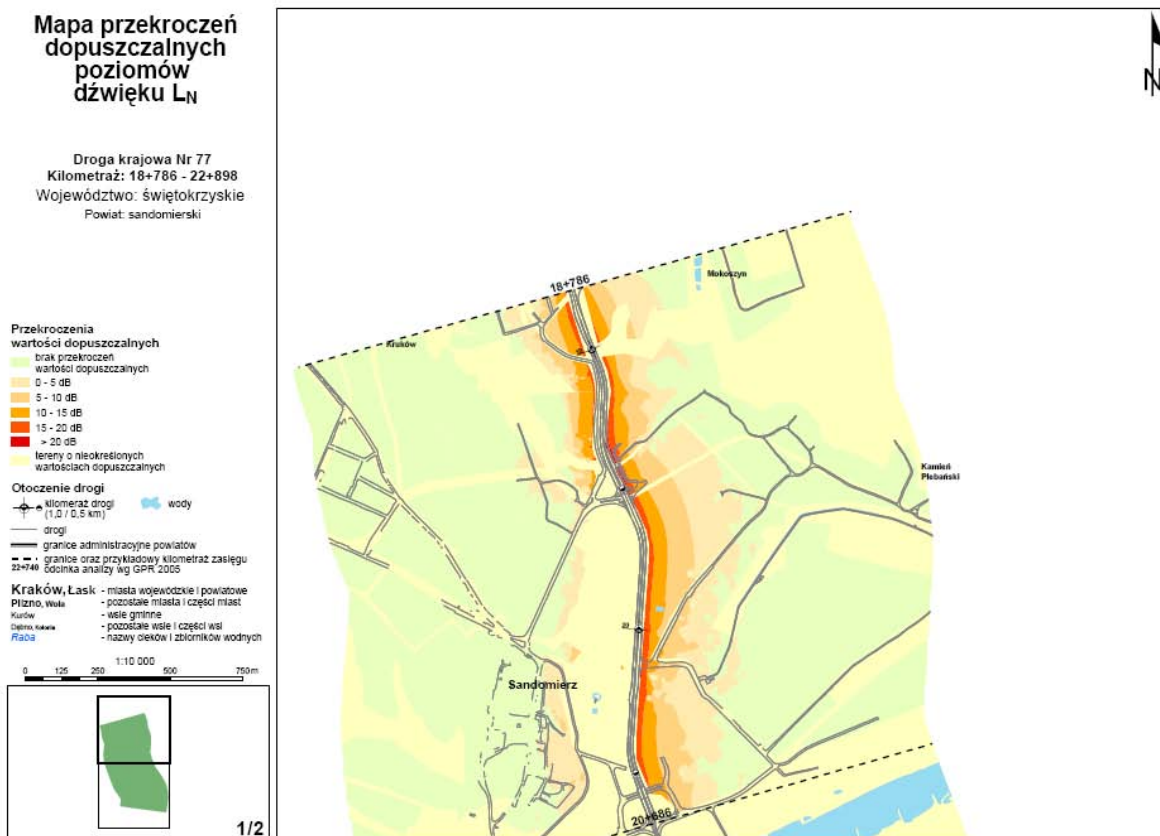 Mapa przekroczeń
dopuszczalnych
poziomów
dźwięku LN
Droga krajowa Nr 77
Kilometraż: 18+786 - 22+898
Województwo: świętokrzyskie
Powiat: sandomierski
Przekroczenia
wartości dopuszczalnych
brak przekroczeń
wartości dopuszczalnych
0 - 5 dB
5 - 10 dB
10 - 15 dB
15 - 20 dB
> 20 dB
tereny o nieokreślonych
wartościach dopuszczalnych
Otoczenie drogi
kilomeraż drogi
(1,0 / 0,5 km)
wody
drogi
granice administracyjne powiatów
22+740
granice oraz przykładowy kilometraż zasięgu
odcinka analizy wg GPR 2005
Kraków, Łask - miasta wojewódzkie i powiatowe
Pilzno, Wola - pozostałe miasta i części miast
Kurów - wsie gminne
Dębno, Kolonia - pozostałe wsie i części wsi
Raba - nazwy cieków i zbiorników wodnych
1:10 000
0 125 250 500 750m
1/2
N
18+786
Mokoszyn
Kruków
Kamień
Plebański
20
Sandomierz
20+686